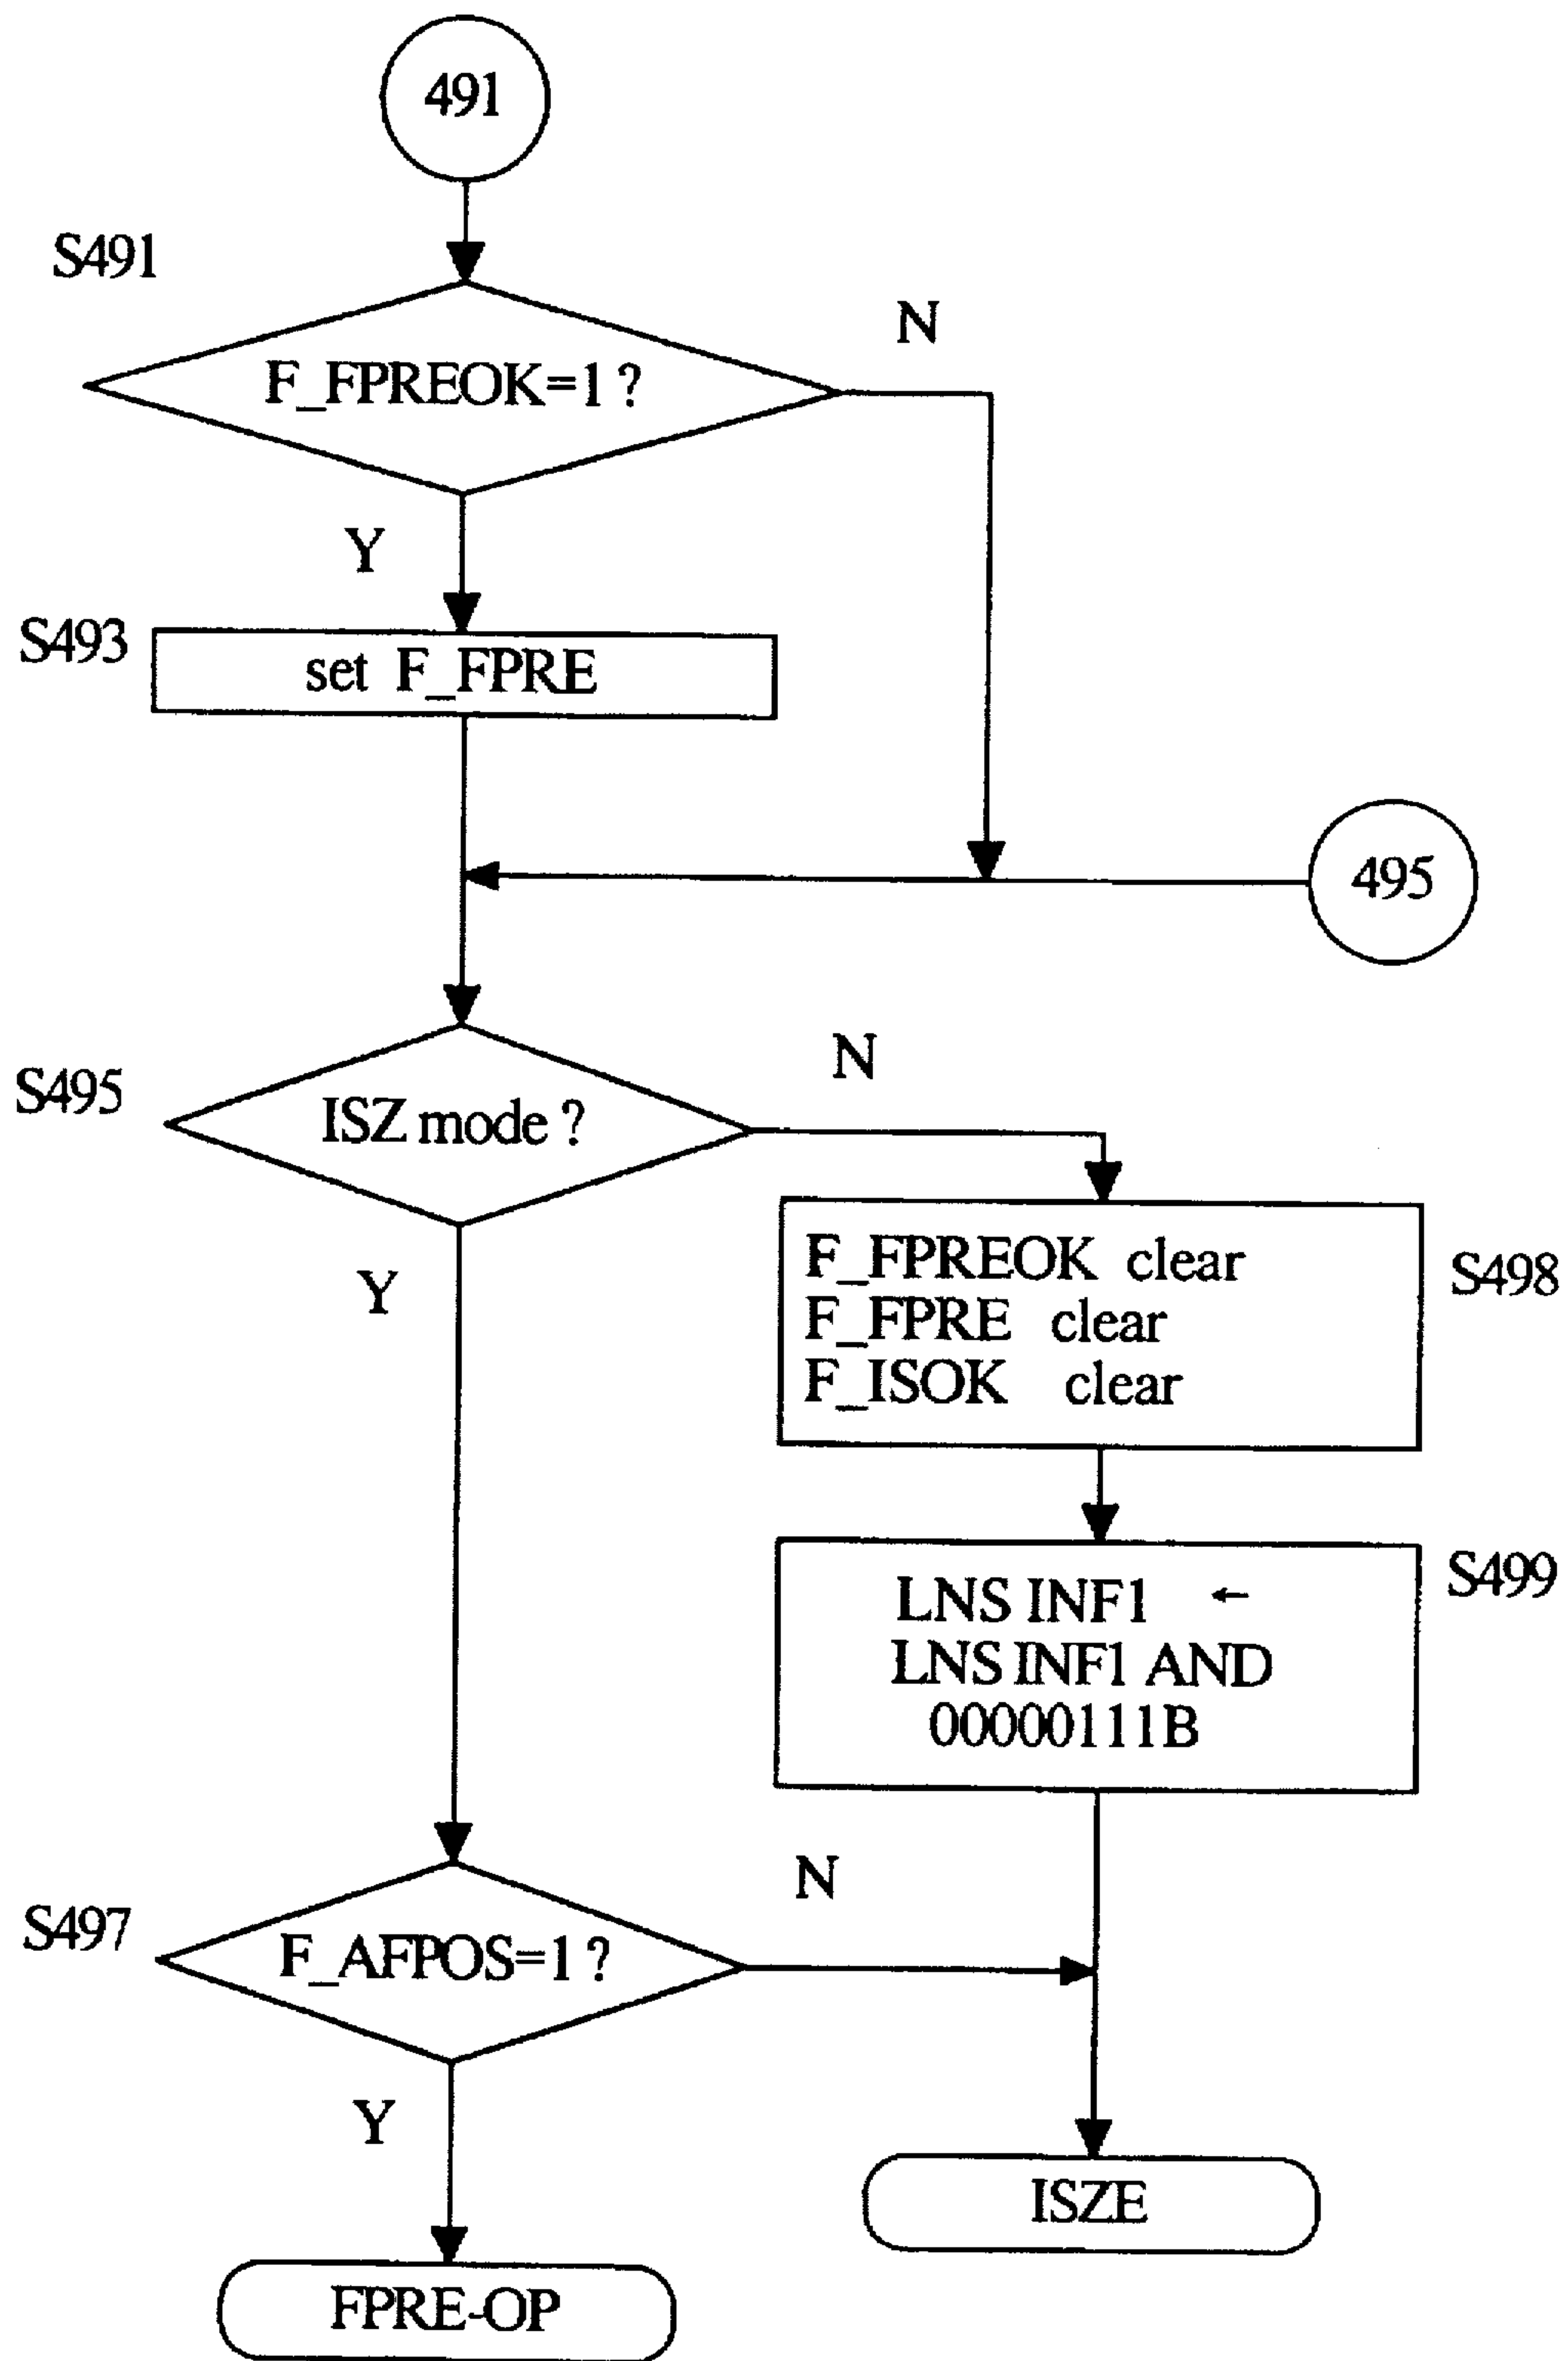 491
S491
N
F_FPREOK=1 ?
Y
S493
set F_FPRE
495
S495
N
ISZ mode ?
Y
F_FPREOK clear
F_FPRE clear
F_ISOK clear
S498
LNS INF1 ←
LNS INF1 AND
00000111B
S499
S497
N
F_AFPOS=1 ?
Y
ISZE
FPRE-OP